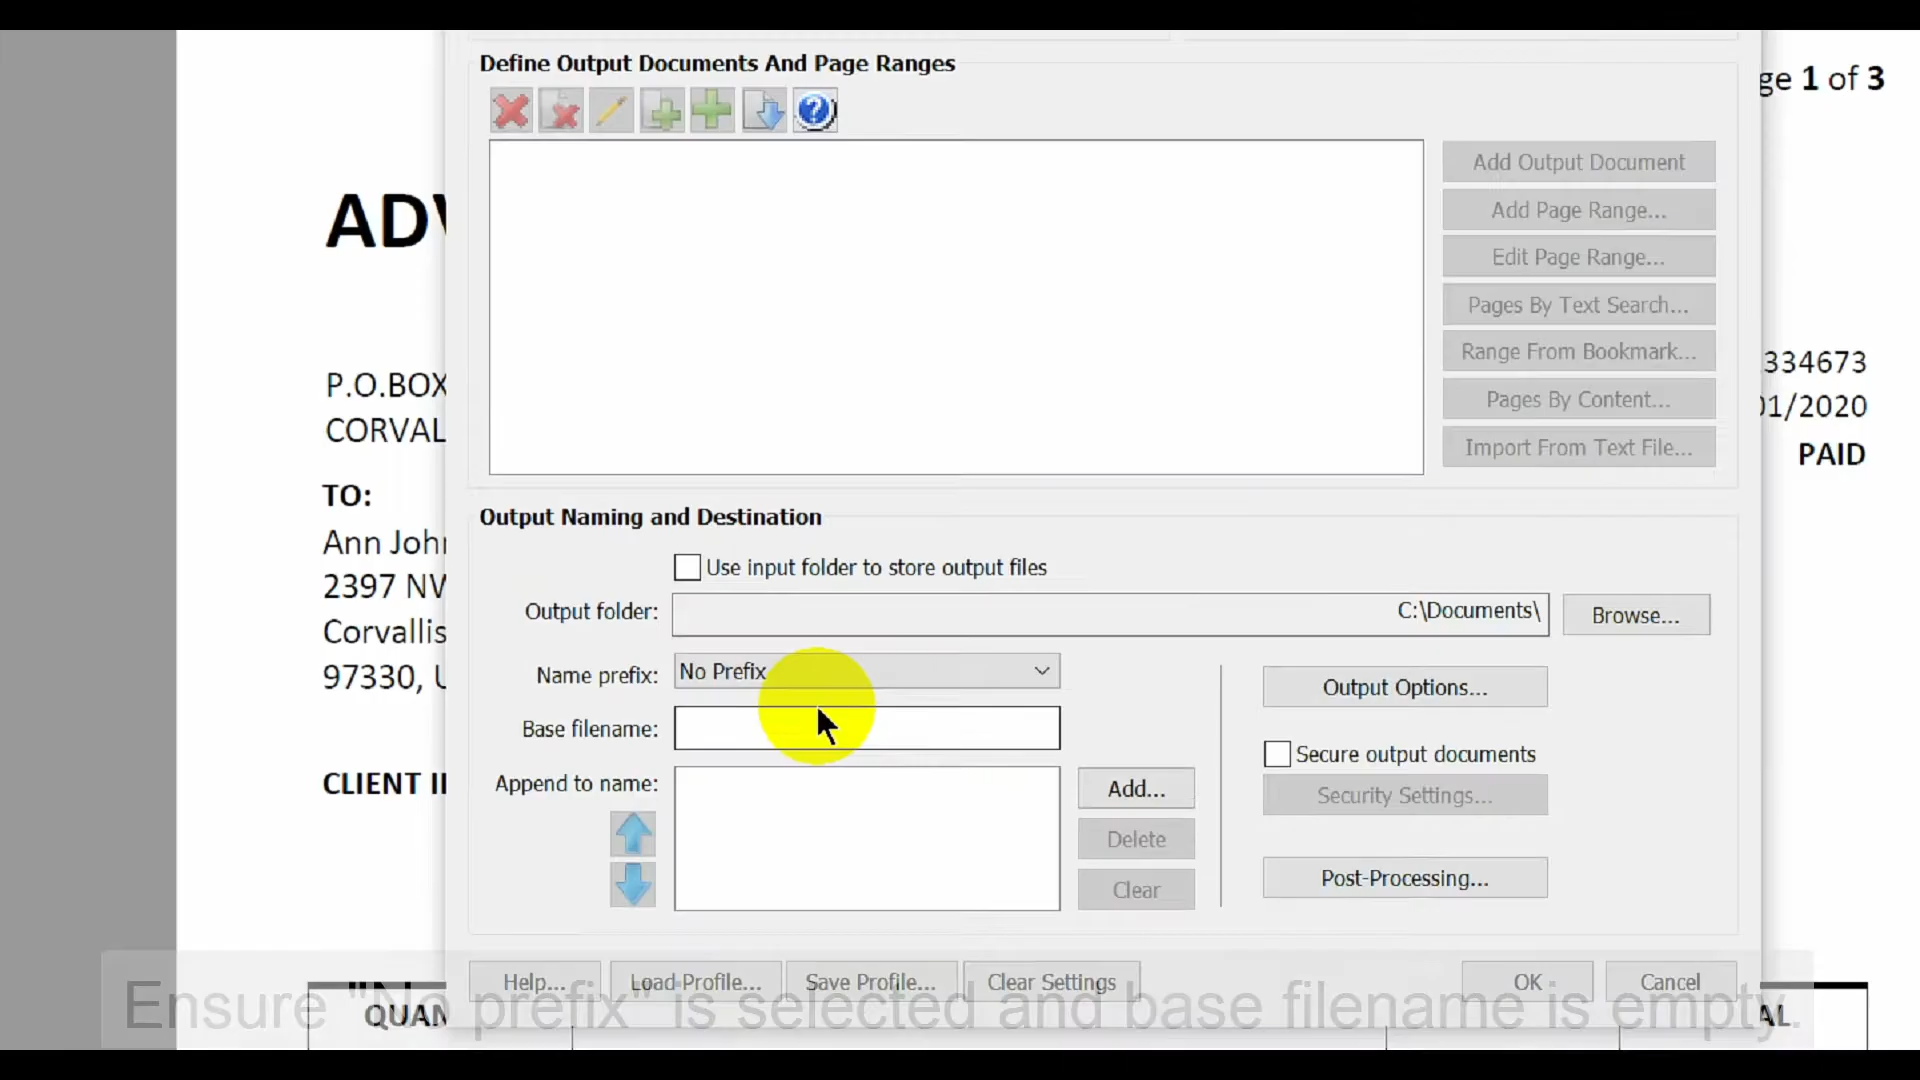 Define Output Documents And Page Ranges
ge 1 of 3
Add Output Document
Add Page Range...
Edit Page Range...
Pages By Text Search...
Range From Bookmark...
Pages By Content...
Import From Text File...
P.O.BOX
CORVAL
334673
01/2020
PAID
TO:
Ann Joh
2397 NW
Corvallis
97330, U
CLIENT
Output Naming and Destination
Use input folder to store output files
Output folder:
C:\Documents\
Browse...
Name prefix:
No Prefix
Base filename:
Append to name:
Add...
Delete
Clear
Output Options...
Secure output documents
Security Settings...
Post-Processing...
Help...
Load Profile...
Save Profile...
Clear Settings
OK
Cancel
Ensure "No prefix" is selected and base filename is empty.
QUAN
AL